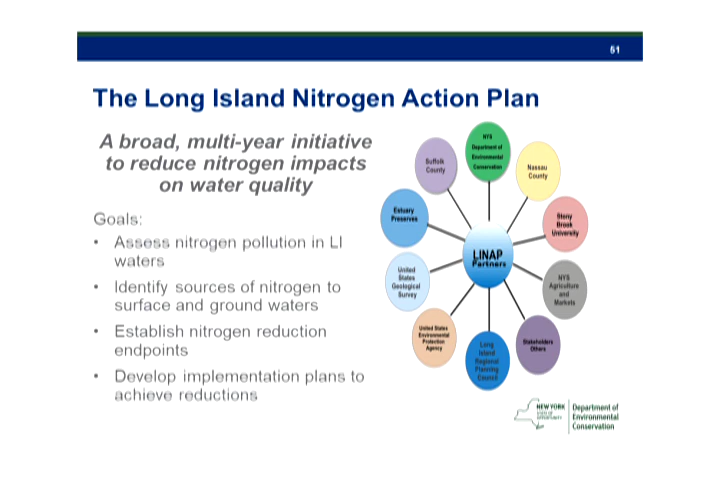 51
The Long Island Nitrogen Action Plan
A broad, multi-year initiative
to reduce nitrogen impacts
on water quality
Goals:
• Assess nitrogen pollution in LI
waters
• Identify sources of nitrogen to
surface and ground waters
• Establish nitrogen reduction
endpoints
• Develop implementation plans to
achieve reductions
NYS
Department of
Environmental
Conservation
Nassau
County
Stony
Brook
University
NYS
Agriculture
and
Markets
Stakeholders
Others
Long
Island
Regional
Planning
Council
United States
Environmental
Protection
Agency
United
States
Geological
Survey
Estuary
Preserves
Suffolk
County
LINAP
Partners
NEW YORK
STATE OF
OPPORTUNITY
Department of
Environmental
Conservation